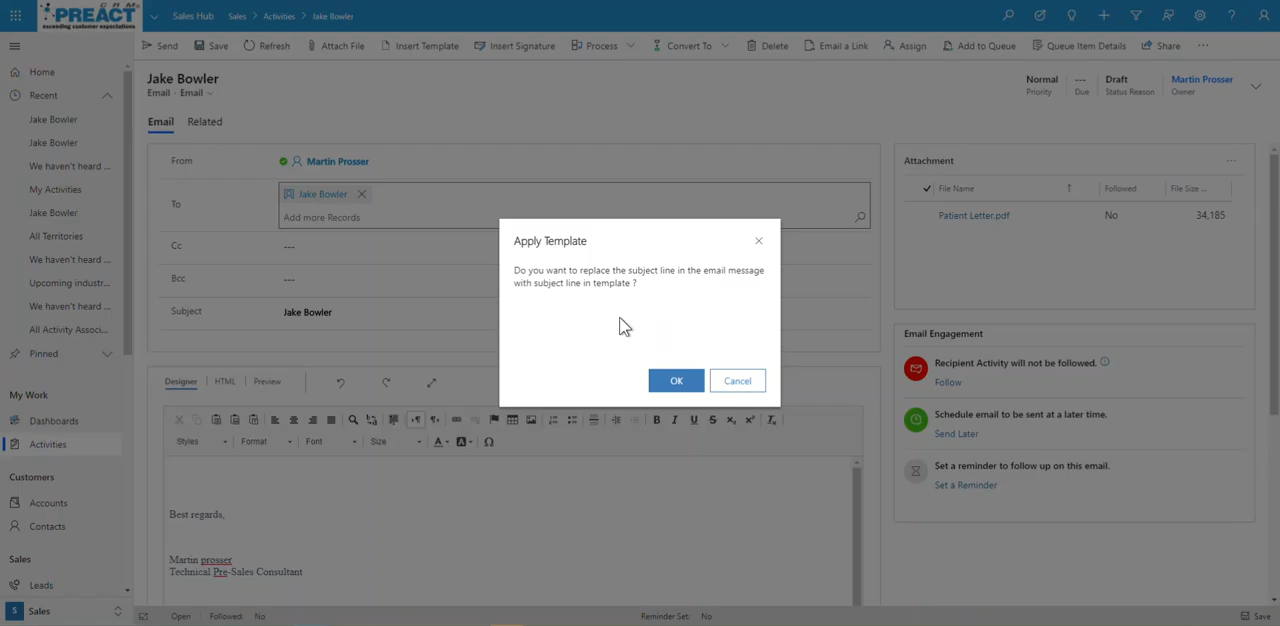 CRM
PREACT
exceeding customer expectations
Sales Hub
Sales > Activities > Jake Bowler
Send
Save
Refresh
Attach File
Insert Template
Insert Signature
Process
Convert To
Delete
Email a Link
Assign
Add to Queue
Queue Item Details
Share
Home
Recent
Jake Bowler
Jake Bowler
We haven't heard ...
My Activities
Jake Bowler
All Territories
We haven't heard ...
Upcoming industr...
We haven't heard ...
All Activity Associ...
Pinned
My Work
Dashboards
Activities
Customers
Accounts
Contacts
Sales
Leads
S Sales
Jake Bowler
Email · Email
Normal
Priority
---
Due
Draft
Status Reason
Martin Prosser
Owner
Email
Related
From
Martin Prosser
To
Jake Bowler
Add more Records
Cc
---
Bcc
---
Subject
Jake Bowler
Apply Template
Do you want to replace the subject line in the email message
with subject line in template ?
OK
Cancel
Designer
HTML
Preview
Styles
Format
Font
Size
Best regards,
Martin prosser
Technical Pre-Sales Consultant
Attachment
File Name
Followed
File Size ...
Patient Letter.pdf
No
34,185
Email Engagement
Recipient Activity will not be followed.
Follow
Schedule email to be sent at a later time.
Send Later
Set a reminder to follow up on this email.
Set a Reminder
Open
Followed:
No
Reminder Set:
No
Save